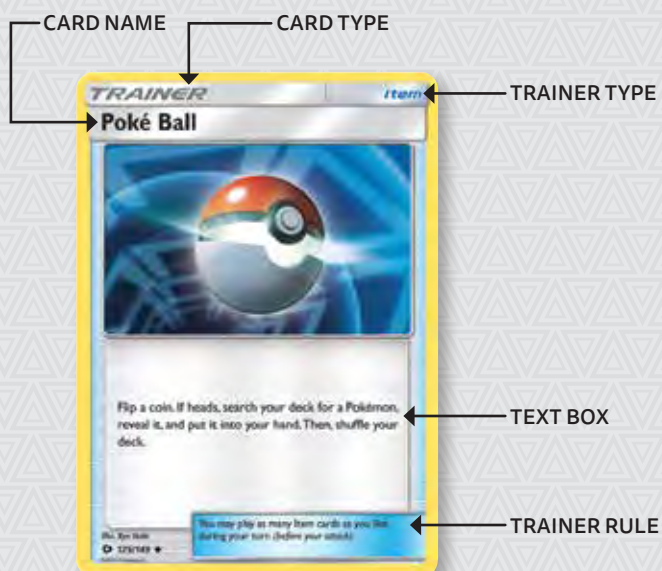 CARD NAME
CARD TYPE
TRAINER
Item
TRAINER TYPE
Poké Ball
Flip a coin. If heads, search your deck for a Pokémon,
reveal it, and put it into your hand. Then, shuffle your
deck.
TEXT BOX
You may play as many Item cards as you like
during your turn (before your attack).
TRAINER RULE
125/149